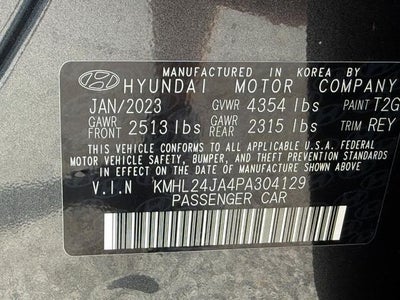 MANUFACTURED IN KOREA BY
HYUNDAI MOTOR COMPANY
JAN/2023 GVWR 4354 lbs PAINT T2G
GAWR FRONT 2513 lbs GAWR REAR 2315 lbs TRIM REY
THIS VEHICLE CONFORMS TO ALL APPLICABLE U.S.A. FEDERAL
MOTOR VEHICLE SAFETY, BUMPER, AND THEFT PREVENTION
STANDARDS IN EFFECT ON THE DATE OF MANUFACTURE SHOWN ABOVE.
V.I.N KMHL24JA4PA304129
PASSENGER CAR